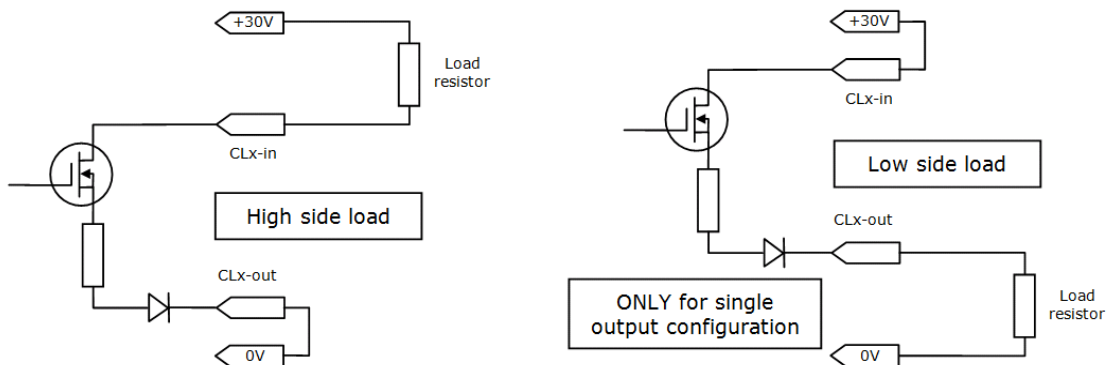 +30V
Load
resistor
CLx-in
High side load
CLx-out
0V
+30V
CLx-in
Low side load
CLx-out
ONLY for single
output configuration
Load
resistor
0V